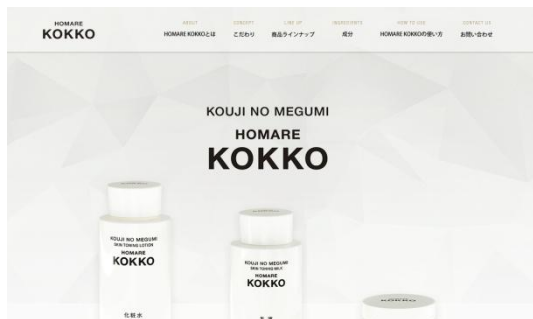 HOMARE
KOKKO
ABOUT CONCEPT LINE UP INGREDIENTS HOW TO USE CONTACT US
HOMARE KOKKOとは こだわり 商品ラインナップ 成分 HOMARE KOKKOの使い方 お問い合わせ
KOUJI NO MEGUMI
HOMARE
KOKKO
KOUJI NO MEGUMI
SKIN TONING LOTION
HOMARE
KOKKO
化粧水
KOUJI NO MEGUMI
SKIN TONING MILK
HOMARE
KOKKO
KOKKO